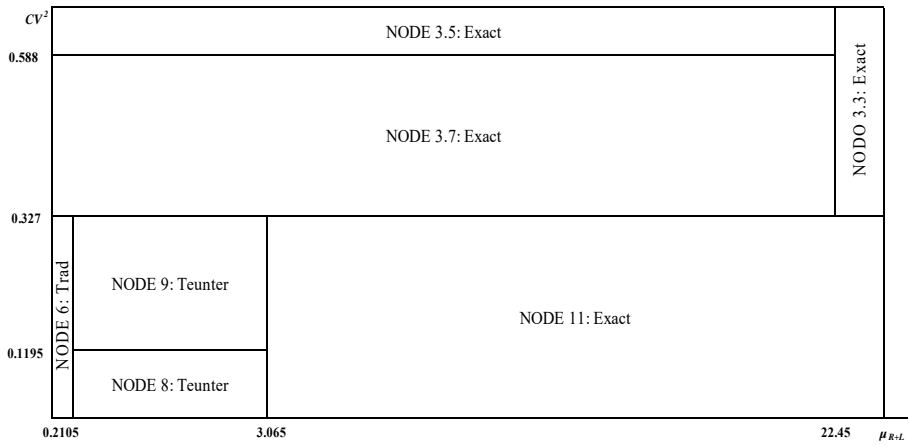 CV²
NODE 3.5: Exact
0.588
NODE 3.7: Exact
NODO 3.3: Exact
0.327
NODE 6: Trad
NODE 9: Teunter
NODE 11: Exact
0.1195
NODE 8: Teunter
0.2105
3.065
22.45
μ R+L